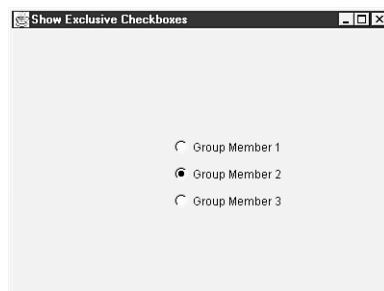 Show Exclusive Checkboxes
Group Member 1
Group Member 2
Group Member 3